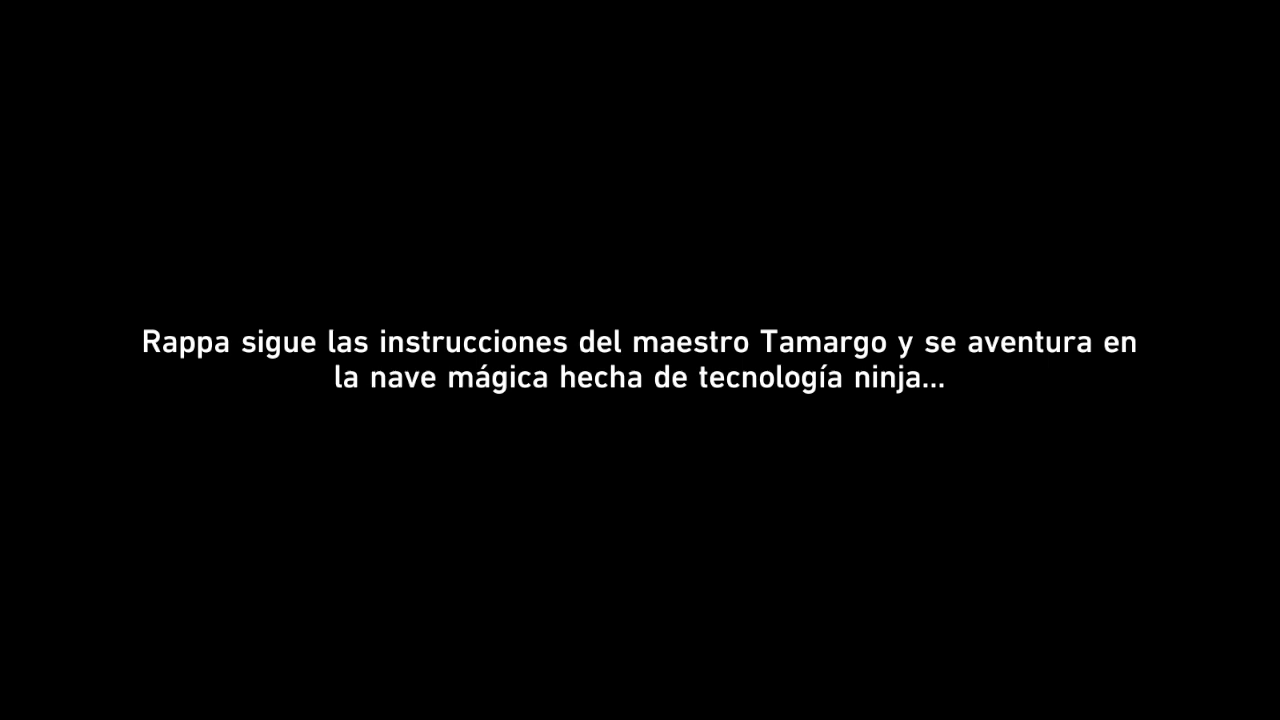 Rappa sigue las instrucciones del maestro Tamargo y se aventura en
la nave mágica hecha de tecnología ninja...